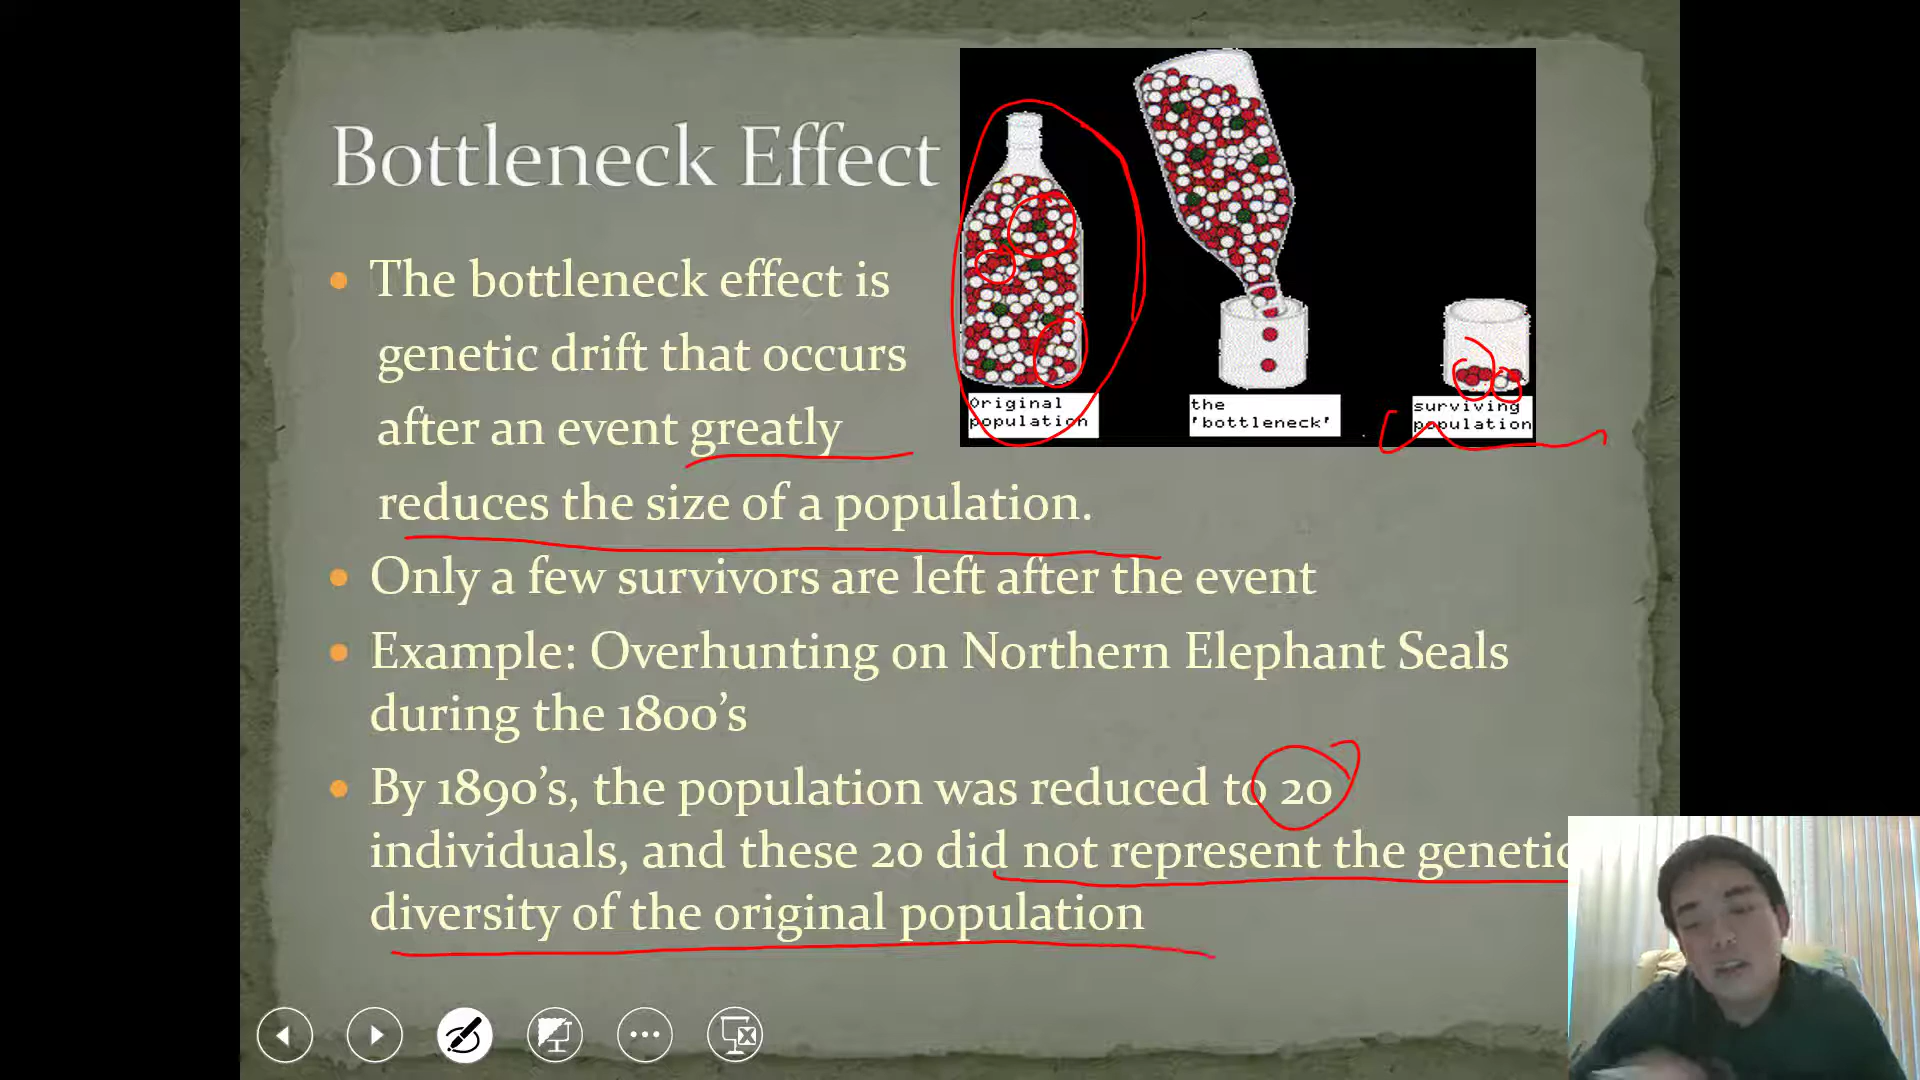 Bottleneck Effect
The bottleneck effect is
genetic drift that occurs
after an event greatly
reduces the size of a population.
Only a few survivors are left after the event
Example: Overhunting on Northern Elephant Seals
during the 1800's
By 1890's, the population was reduced to 20
individuals, and these 20 did not represent the genetic
diversity of the original population
Original
population
the
'bottleneck'
surviving
population